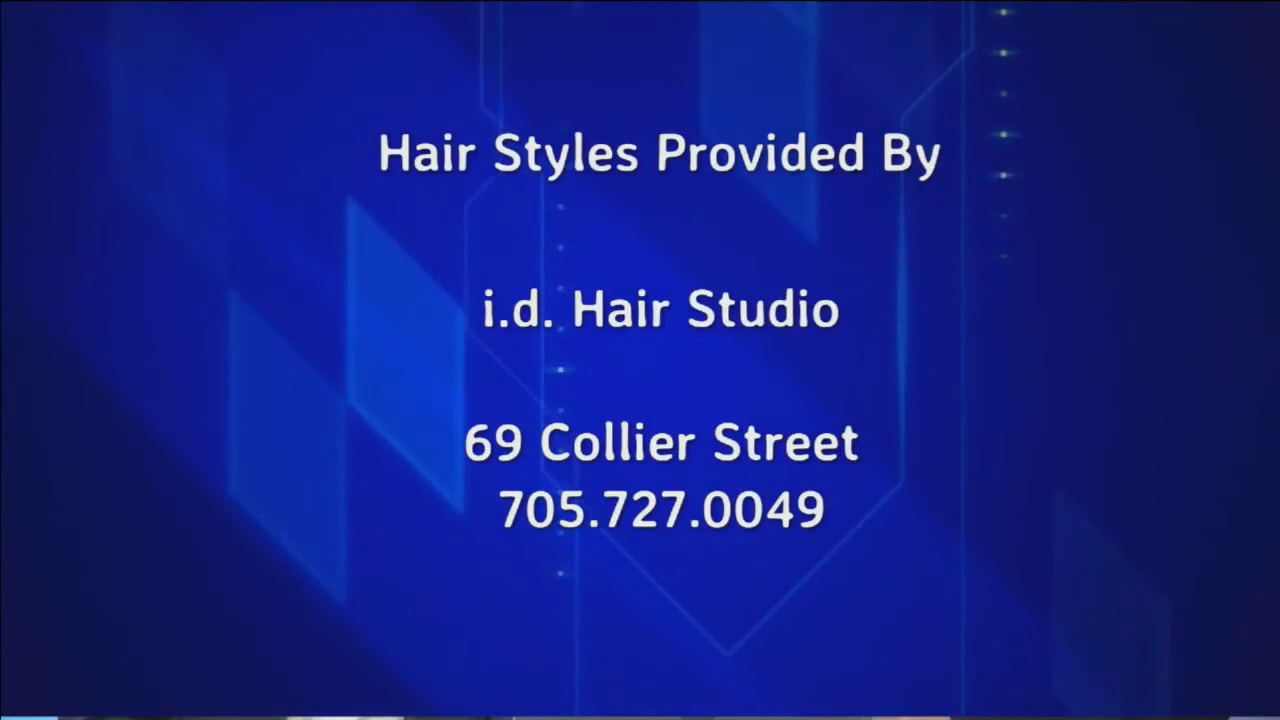 Hair Styles Provided By
i.d. Hair Studio
69 Collier Street
705.727.0049